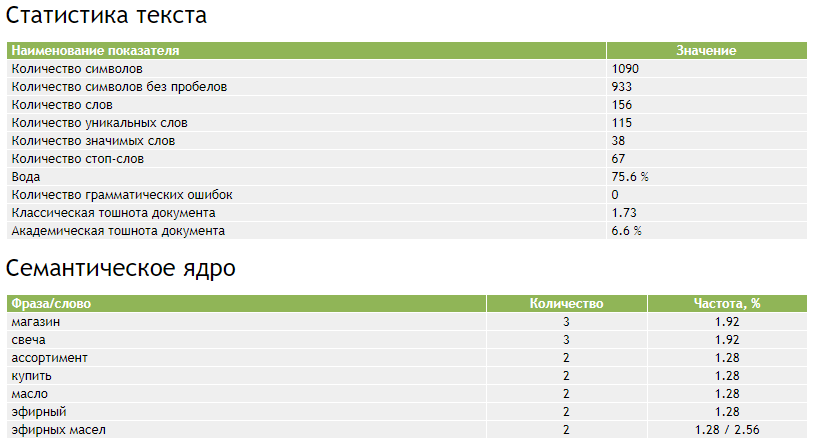 Статистика текста
Наименование показателя Значение
Количество символов 1090
Количество символов без пробелов 933
Количество слов 156
Количество уникальных слов 115
Количество значимых слов 38
Количество стоп-слов 67
Вода 75.6 %
Количество грамматических ошибок 0
Классическая тошнота документа 1.73
Академическая тошнота документа 6.6 %
Семантическое ядро
Фраза/слово Количество Частота, %
магазин 3 1.92
свеча 3 1.92
ассортимент 2 1.28
купить 2 1.28
масло 2 1.28
эфирный 2 1.28
эфирных масел 2 1.28 / 2.56